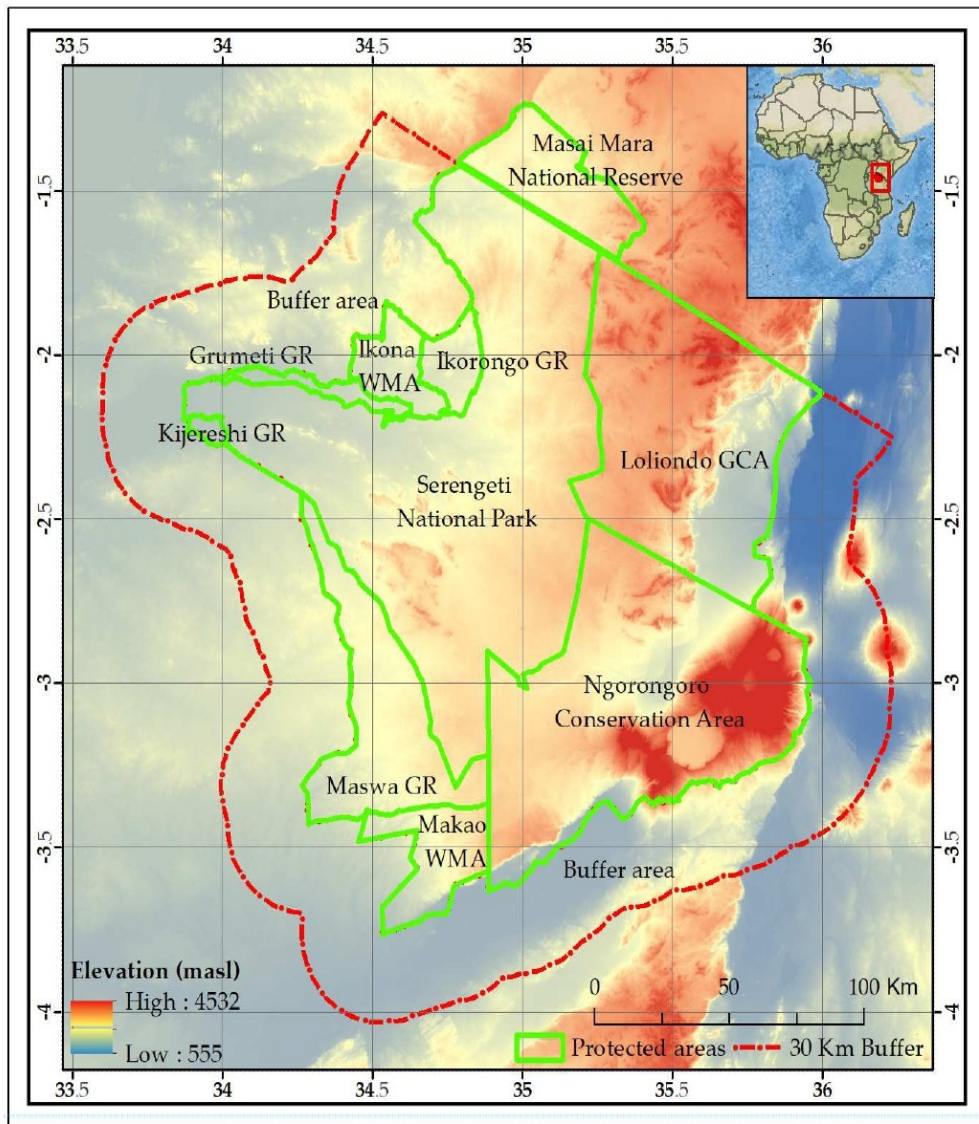 33.5 34 34.5 35 35.5 36
Masai Mara
National Reserve
-1.5 -1.5
Buffer area
-2 -2
Grumeti GR
Ikona
WMA
Ikorongo GR
Kijereshi GR
Loliondo GCA
Serengeti
National Park
-2.5 -2.5
-3 -3
Ngorongoro
Conservation Area
Maswa GR
Makao
WMA
-3.5 -3.5
Buffer area
Elevation (masl)
High : 4532
Low : 555
0 50 100 Km
-4 -4
Protected areas
30 Km Buffer
33.5 34 34.5 35 35.5 36